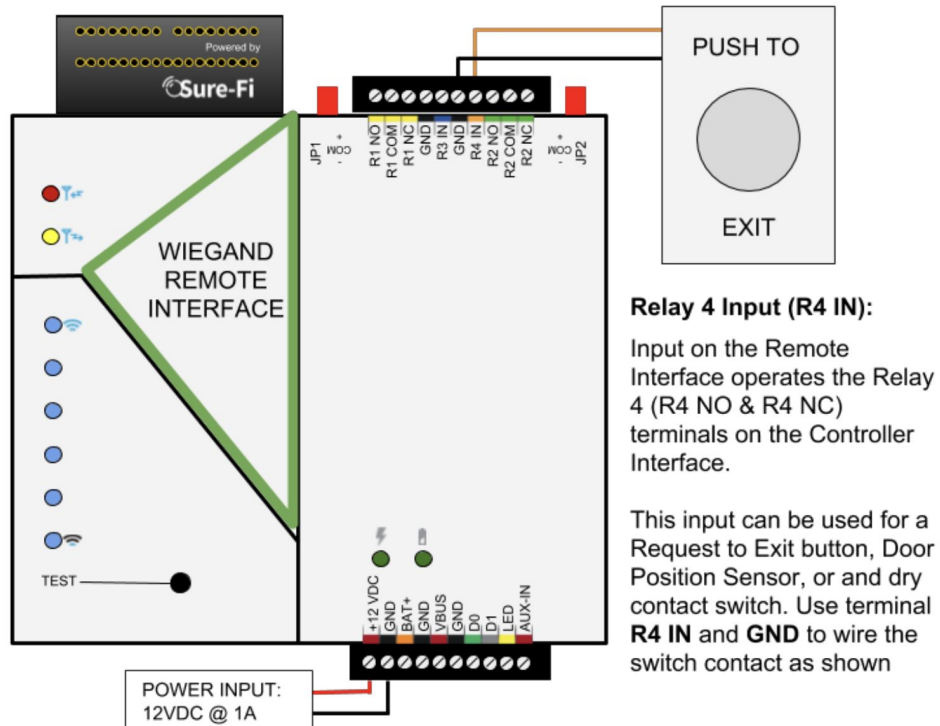 Powered by
Sure-Fi
PUSH TO
EXIT
JP1
COM
+
-
R1 NO
R1 COM
R1 NC
GND
R3 IN
GND
R4 IN
R2 NO
R2 COM
R2 NC
COM
+
-
JP2
WIEGAND
REMOTE
INTERFACE
Relay 4 Input (R4 IN):
Input on the Remote
Interface operates the Relay
4 (R4 NO & R4 NC)
terminals on the Controller
Interface.
This input can be used for a
Request to Exit button, Door
Position Sensor, or and dry
contact switch. Use terminal
R4 IN and GND to wire the
switch contact as shown
TEST
+12 VDC
GND
BAT+
GND
VBUS
GND
D0
D1
LED
AUX-IN
POWER INPUT:
12VDC @ 1A